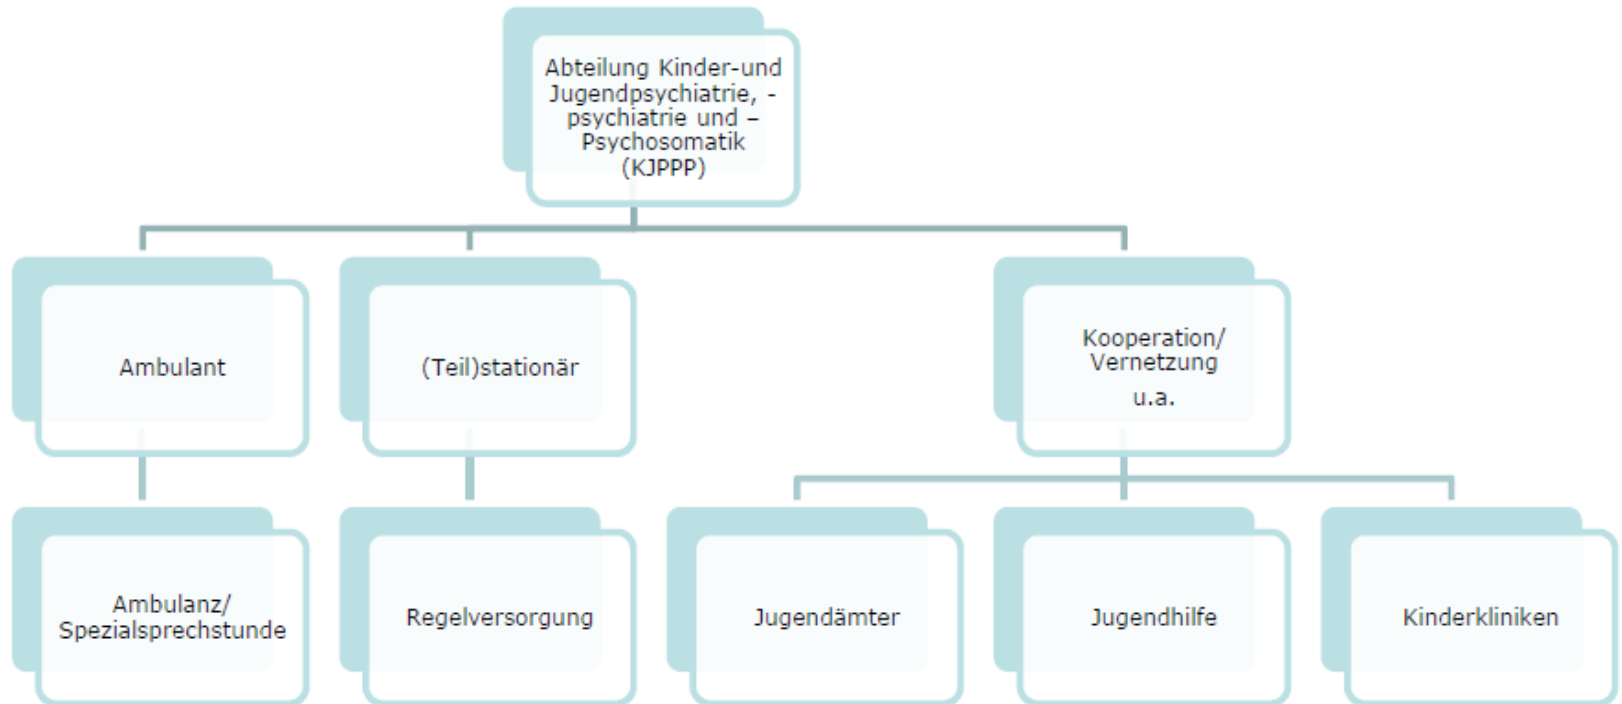 Abteilung Kinder-und
Jugendpsychiatrie, -
psychiatrie und –
Psychosomatik
(KJPPP)
Ambulant
(Teil)stationär
Kooperation/
Vernetzung
u.a.
Ambulanz/
Spezialsprechstunde
Regelversorgung
Jugendämter
Jugendhilfe
Kinderkliniken